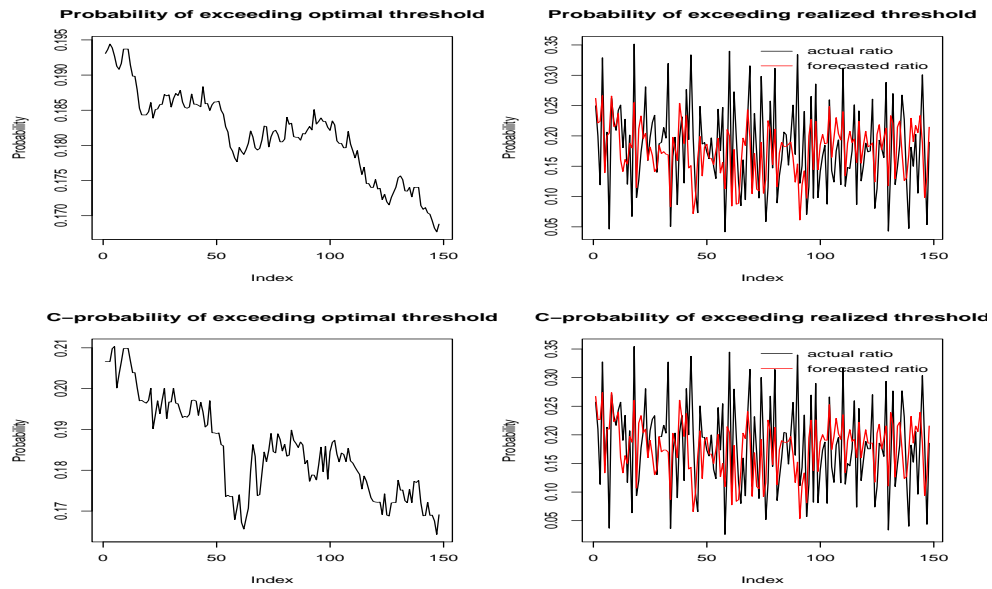 Probability of exceeding optimal threshold
Probability
0.170 0.175 0.180 0.185 0.190 0.195
0 50 100 150
Index
Probability of exceeding realized threshold
Probability
0.05 0.10 0.15 0.20 0.25 0.30 0.35
actual ratio
forecasted ratio
0 50 100 150
Index
C−probability of exceeding optimal threshold
Probability
0.17 0.18 0.19 0.20 0.21
0 50 100 150
Index
C−probability of exceeding realized threshold
Probability
0.05 0.10 0.15 0.20 0.25 0.30 0.35
actual ratio
forecasted ratio
0 50 100 150
Index